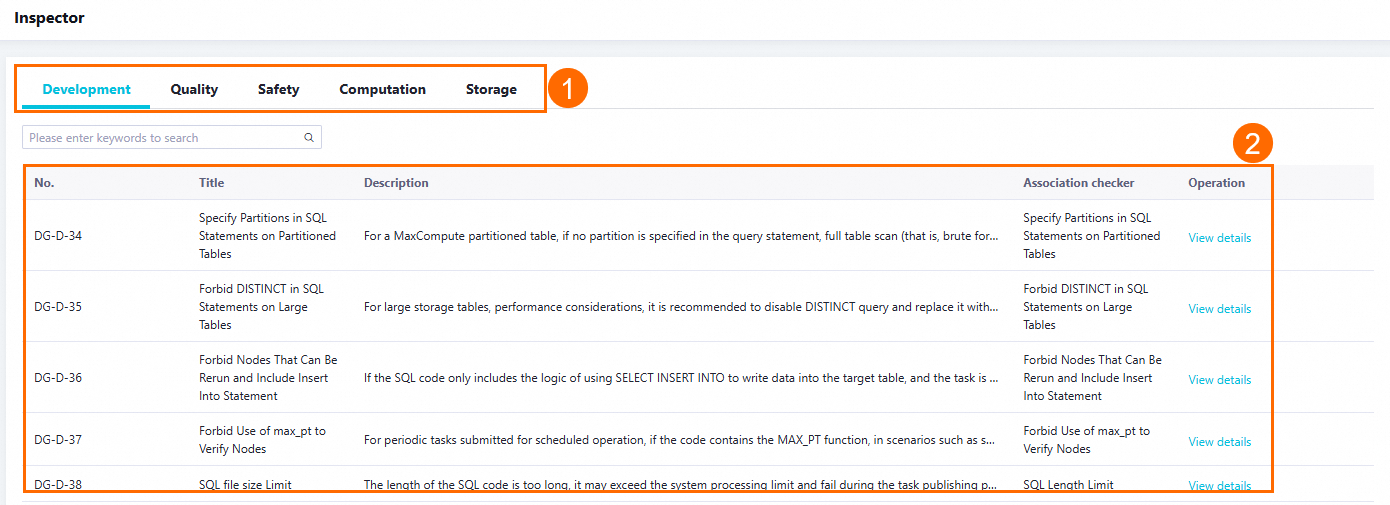 Inspector
Development Quality Safety Computation Storage
1
Please enter keywords to search
2
No. Title Description Association checker Operation
DG-D-34
Specify Partitions in SQL
Statements on Partitioned
Tables
For a MaxCompute partitioned table, if no partition is specified in the query statement, full table scan (that is, brute for...
Specify Partitions in SQL
Statements on Partitioned
Tables
View details
DG-D-35
Forbid DISTINCT in SQL
Statements on Large
Tables
For large storage tables, performance considerations, it is recommended to disable DISTINCT query and replace it with...
Forbid DISTINCT in SQL
Statements on Large
Tables
View details
DG-D-36
Forbid Nodes That Can Be
Rerun and Include Insert
Into Statement
If the SQL code only includes the logic of using SELECT INSERT INTO to write data into the target table, and the task is ...
Forbid Nodes That Can Be
Rerun and Include Insert
Into Statement
View details
DG-D-37
Forbid Use of max_pt to
Verify Nodes
For periodic tasks submitted for scheduled operation, if the code contains the MAX_PT function, in scenarios such as s...
Forbid Use of max_pt to
Verify Nodes
View details
DG-D-38
SQL file size Limit
The length of the SQL code is too long, it may exceed the system processing limit and fail during the task publishing p...
SQL Length Limit
View details